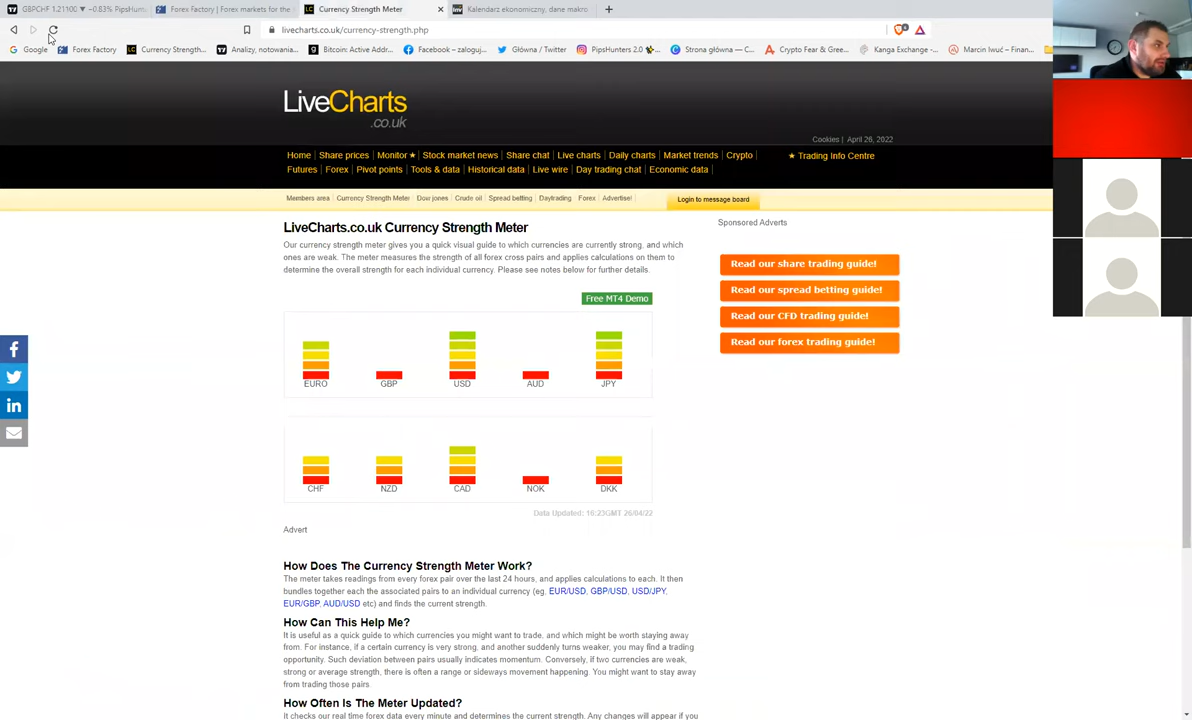 GBPCHF 1.21100 ▼ −0.83% PipsHum
Forex Factory | Forex markets for the
Currency Strength Meter
Kalendarz ekonomiczny, dane makro
livecharts.co.uk/currency-strength.php
Google
Forex Factory
Currency Strength...
Analizy, notowania...
Bitcoin: Active Addr...
Facebook – zaloguj...
Główna / Twitter
PipsHunters 2.0
Strona główna — C...
Crypto Fear & Gree...
Kanga Exchange -...
Marcin Iwuć – Finan...
LiveCharts
.co.uk
Cookies | April 26, 2022
Home | Share prices | Monitor ★ | Stock market news | Share chat | Live charts | Daily charts | Market trends | Crypto |
★ Trading Info Centre
Futures | Forex | Pivot points | Tools & data | Historical data | Live wire | Day trading chat | Economic data |
Members area | Currency Strength Meter | Dow jones | Crude oil | Spread betting | Daytrading | Forex | Advertise! |
Login to message board
LiveCharts.co.uk Currency Strength Meter
Sponsored Adverts
Our currency strength meter gives you a quick visual guide to which currencies are currently strong, and which
ones are weak. The meter measures the strength of all forex cross pairs and applies calculations on them to
determine the overall strength for each individual currency. Please see notes below for further details.
Read our share trading guide!
Read our spread betting guide!
Read our CFD trading guide!
Read our forex trading guide!
Free MT4 Demo
EURO GBP USD AUD JPY
CHF NZD CAD NOK DKK
Data Updated: 16:23GMT 26/04/22
Advert
How Does The Currency Strength Meter Work?
The meter takes readings from every forex pair over the last 24 hours, and applies calculations to each. It then
bundles together each the associated pairs to an individual currency (eg, EUR/USD, GBP/USD, USD/JPY,
EUR/GBP, AUD/USD etc) and finds the current strength.
How Can This Help Me?
It is useful as a quick guide to which currencies you might want to trade, and which might be worth staying away
from. For instance, if a certain currency is very strong, and another suddenly turns weaker, you may find a trading
opportunity. Such deviation between pairs usually indicates momentum. Conversely, if two currencies are weak,
strong or average strength, there is often a range or sideways movement happening. You might want to stay away
from trading those pairs.
How Often Is The Meter Updated?
It checks our real time forex data every minute and determines the current strength. Any changes will appear if you